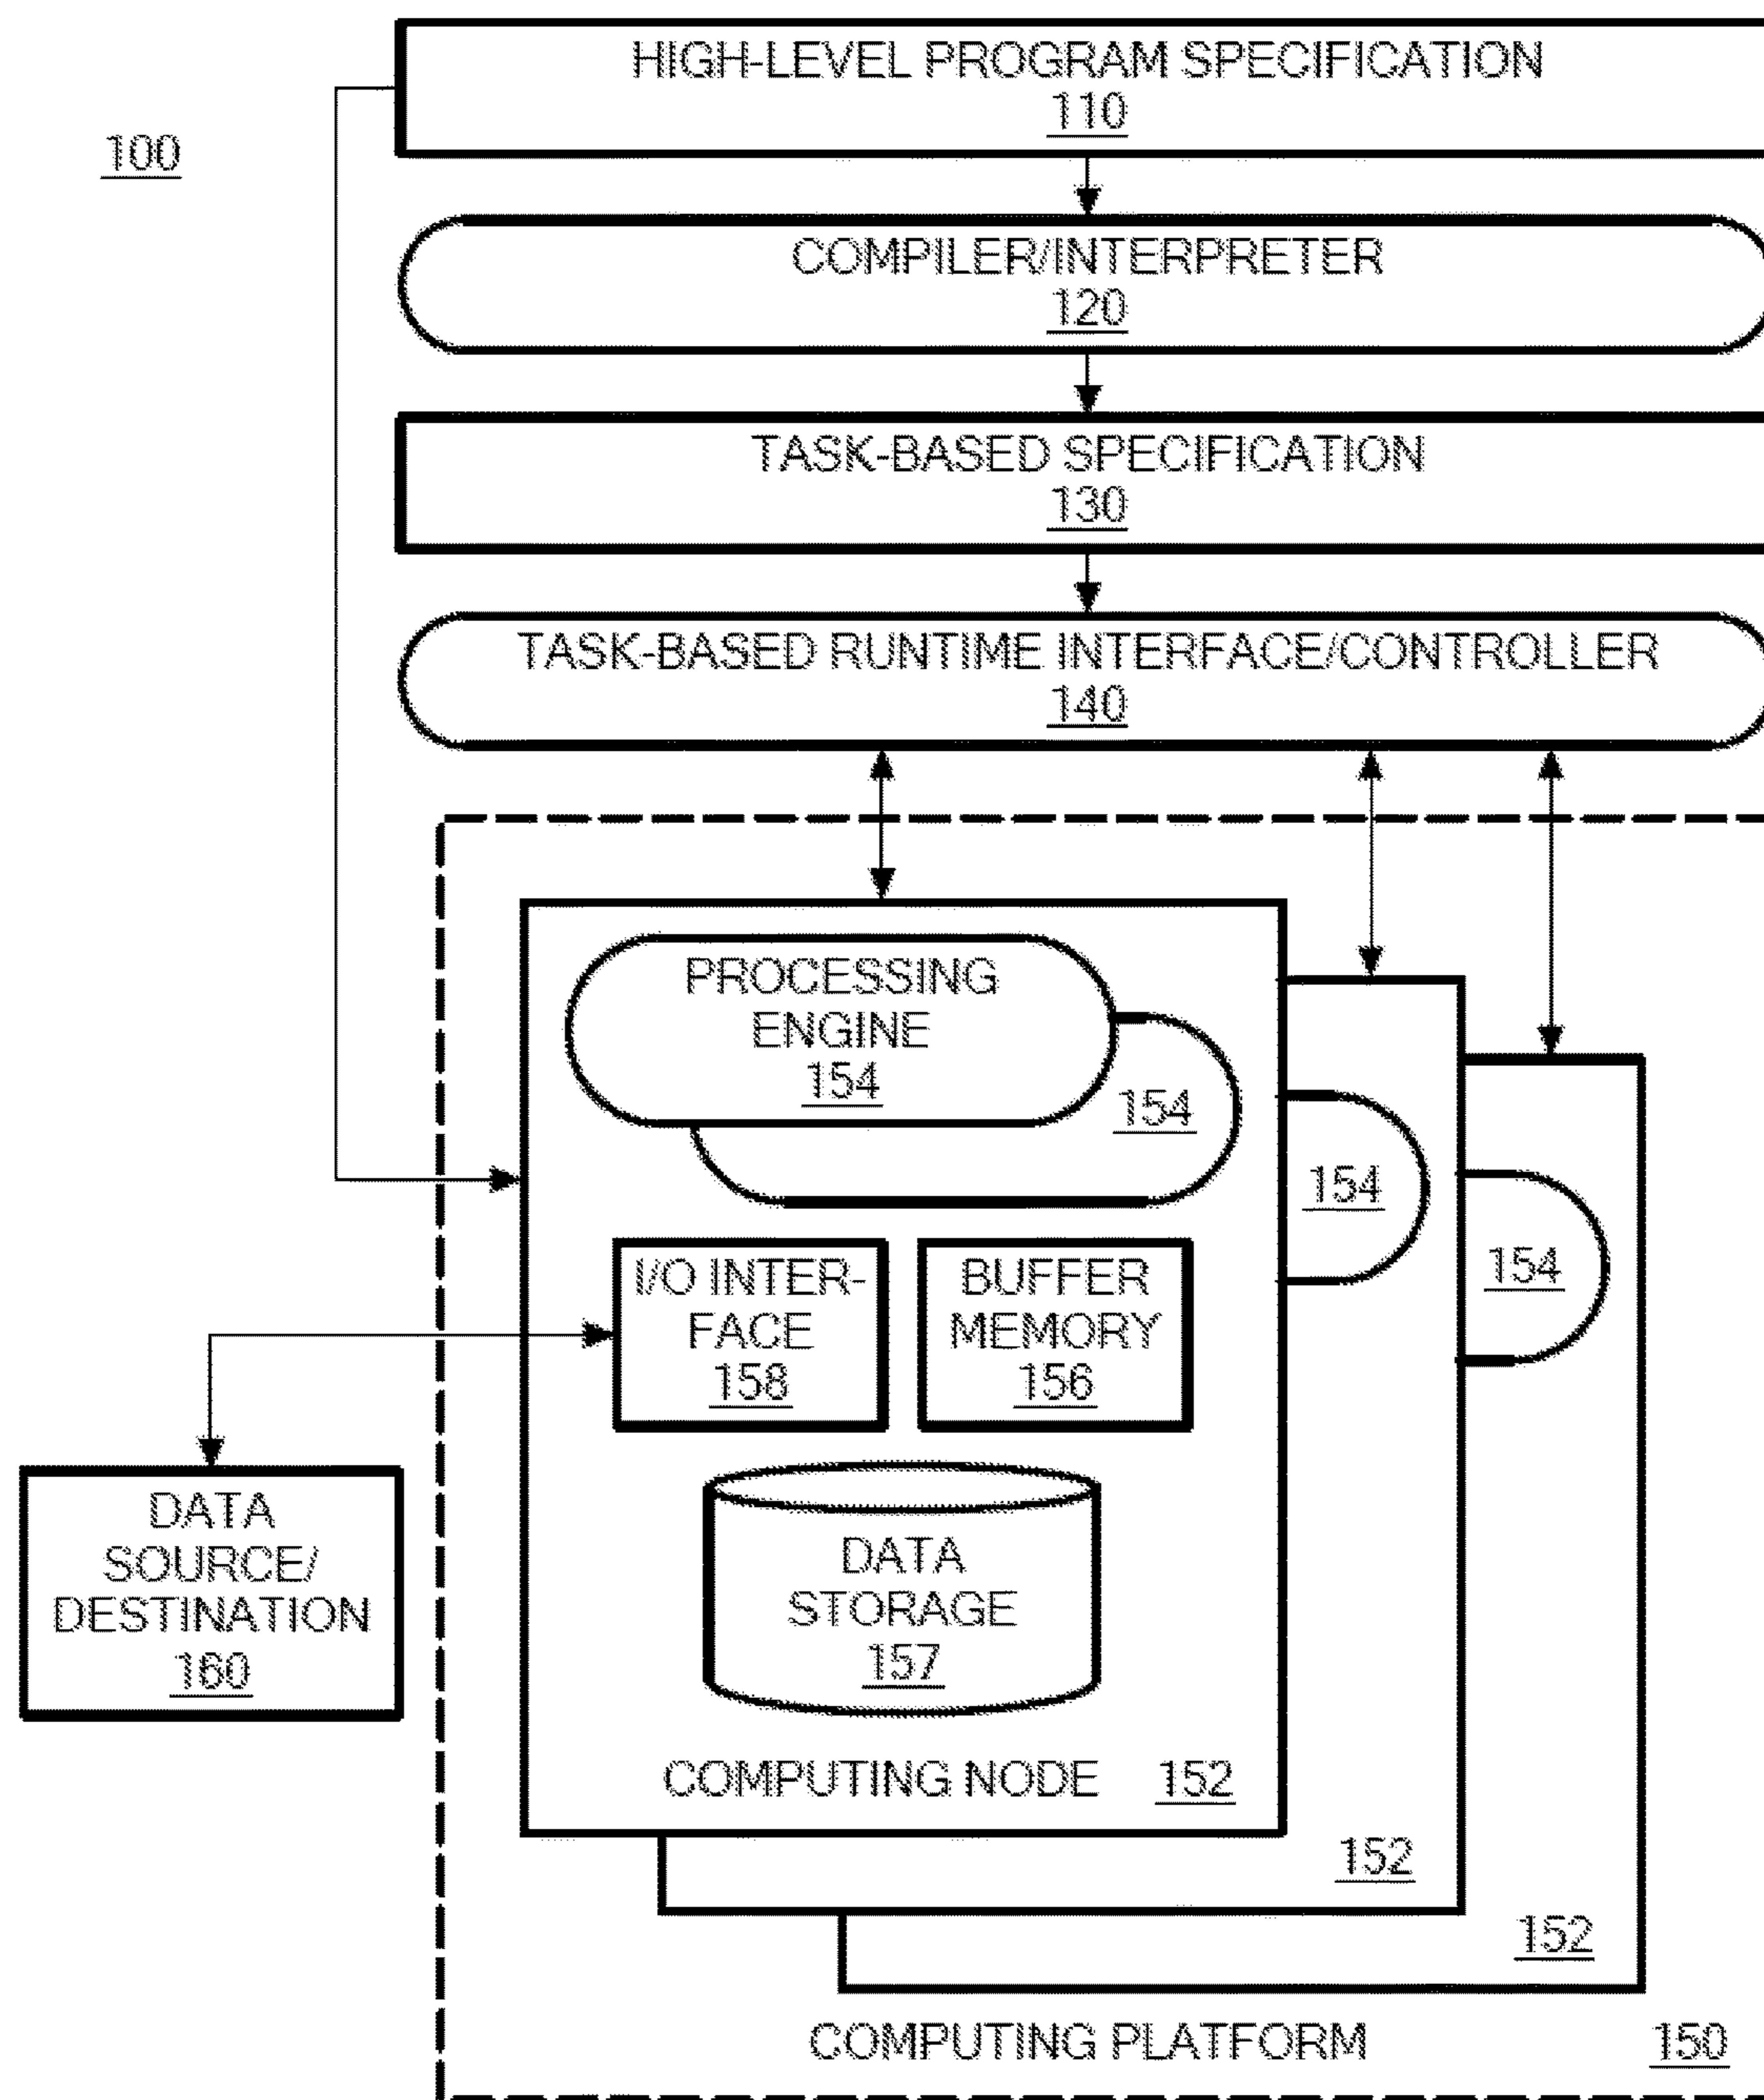 HIGH-LEVEL PROGRAM SPECIFICATION
110
100
COMPILER/INTERPRETER
120
TASK-BASED SPECIFICATION
130
TASK-BASED RUNTIME INTERFACE/CONTROLLER
140
PROCESSING
ENGINE
154
154
154
154
I/O INTER-
FACE
158
BUFFER
MEMORY
156
DATA
SOURCE/
DESTINATION
160
DATA
STORAGE
157
COMPUTING NODE 152
152
152
COMPUTING PLATFORM 150